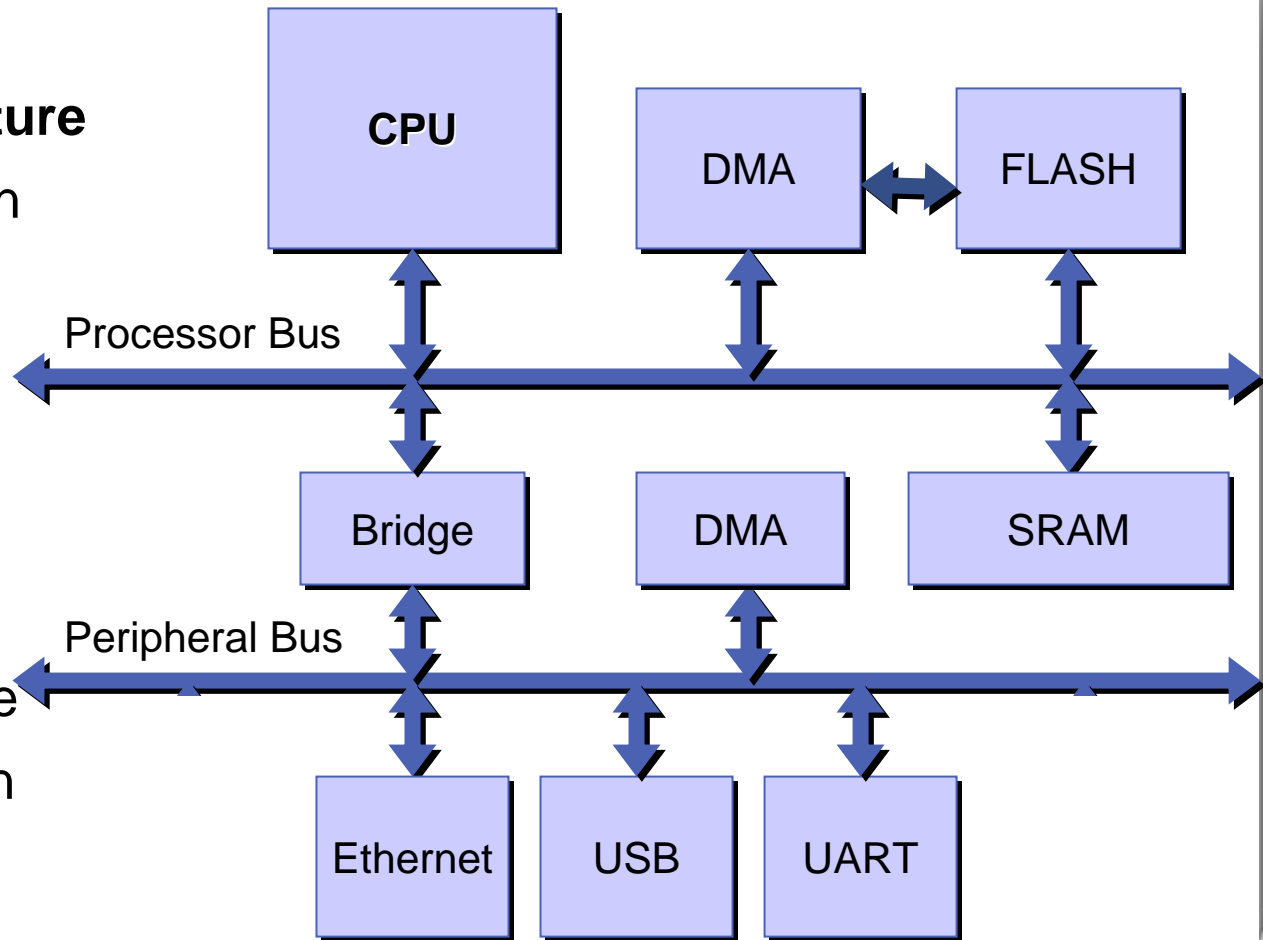 CPU
ture
DMA
FLASH
n
Processor Bus
Bridge
DMA
SRAM
Peripheral Bus
e
n
Ethernet
USB
UART